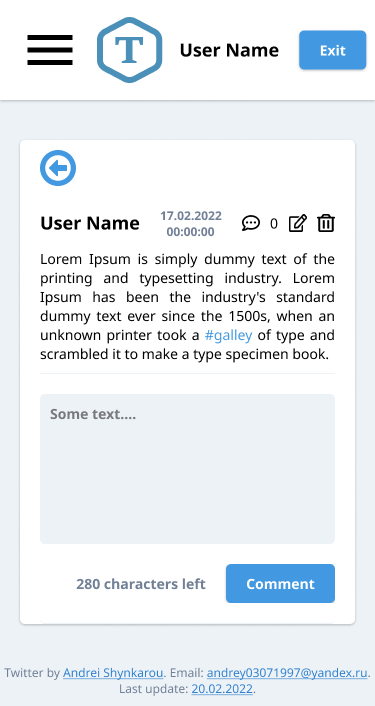 T
User Name
Exit
User Name
17.02.2022
00:00:00
0
Lorem Ipsum is simply dummy text of the
printing and typesetting industry. Lorem
Ipsum has been the industry's standard
dummy text ever since the 1500s, when an
unknown printer took a #galley of type and
scrambled it to make a type specimen book.
Some text....
280 characters left
Comment
Twitter by Andrei Shynkarou. Email: andrey03071997@yandex.ru.
Last update: 20.02.2022.